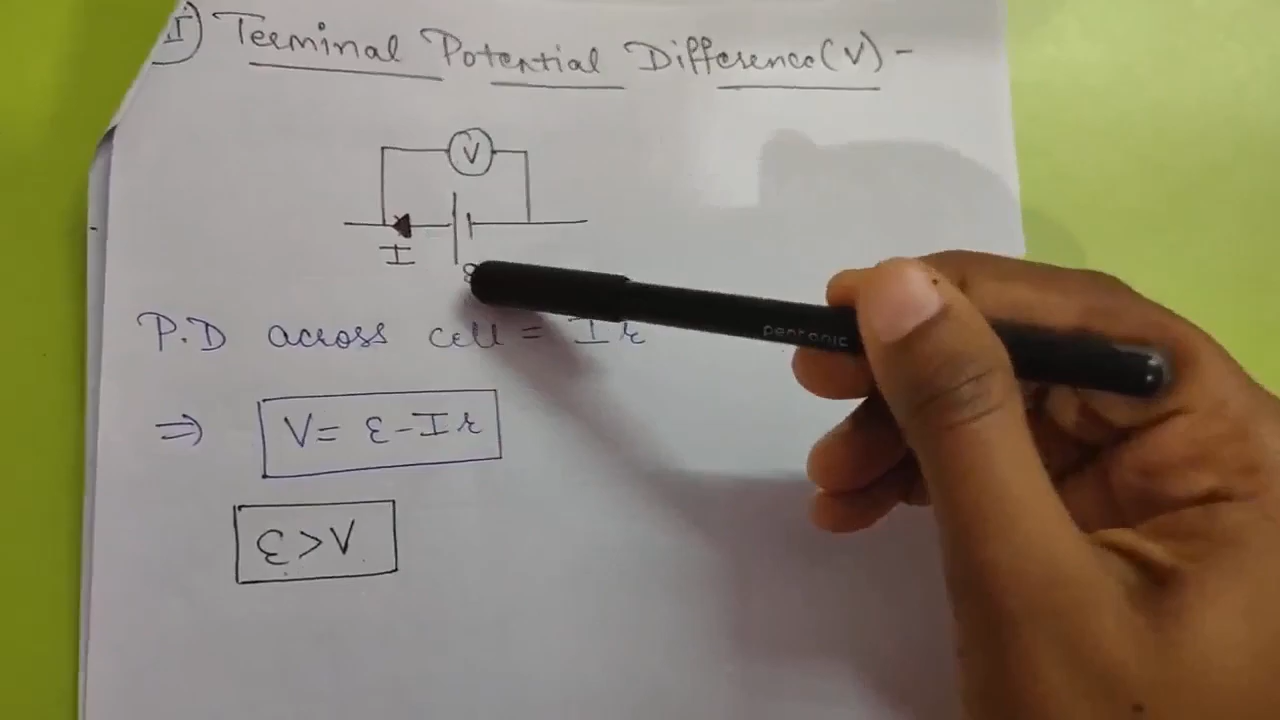 I) Terminal Potential Difference (V) -
V
I
pentonic
P.D across cell = Ir
⇒ V = ε - Ir
ε > V